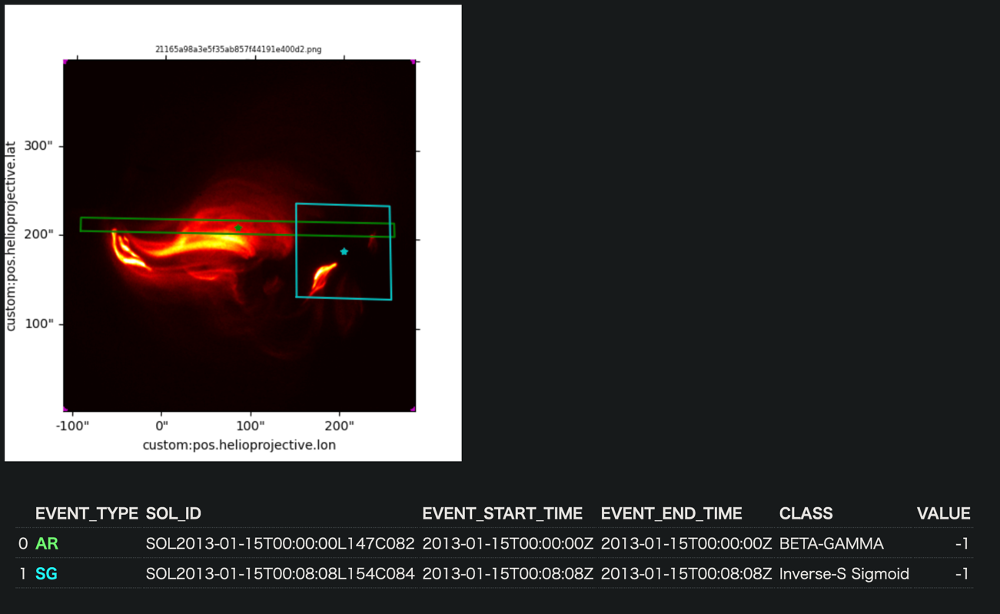 21165a98a3e5f35ab857f44191e400d2.png
custom:pos.helioprojective.lat
300"
200"
100"
-100" 0" 100" 200"
custom:pos.helioprojective.lon
EVENT_TYPE SOL_ID EVENT_START_TIME EVENT_END_TIME CLASS VALUE
0 AR SOL2013-01-15T00:00:00L147C082 2013-01-15T00:00:00Z 2013-01-15T00:00:00Z BETA-GAMMA -1
1 SG SOL2013-01-15T00:08:08L154C084 2013-01-15T00:08:08Z 2013-01-15T00:08:08Z Inverse-S Sigmoid -1